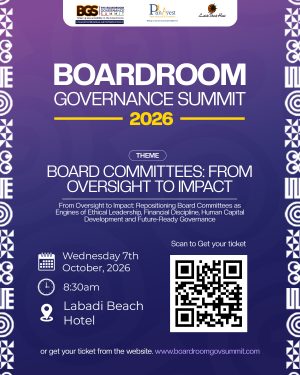 BGS
BOARDROOM
GOVERNANCE SUMMIT
2026
THEME
BOARD COMMITTEES: FROM
OVERSIGHT TO IMPACT
From Oversight to Impact: Repositioning Board Committees as
Engines of Ethical Leadership, Financial Discipline, Human Capital
Development and Future-Ready Governance
Wednesday 7th
October, 2026
8:30am
Labadi Beach
Hotel
Scan to Get your ticket
or get your ticket from the website. www.boardroomgovsummit.com